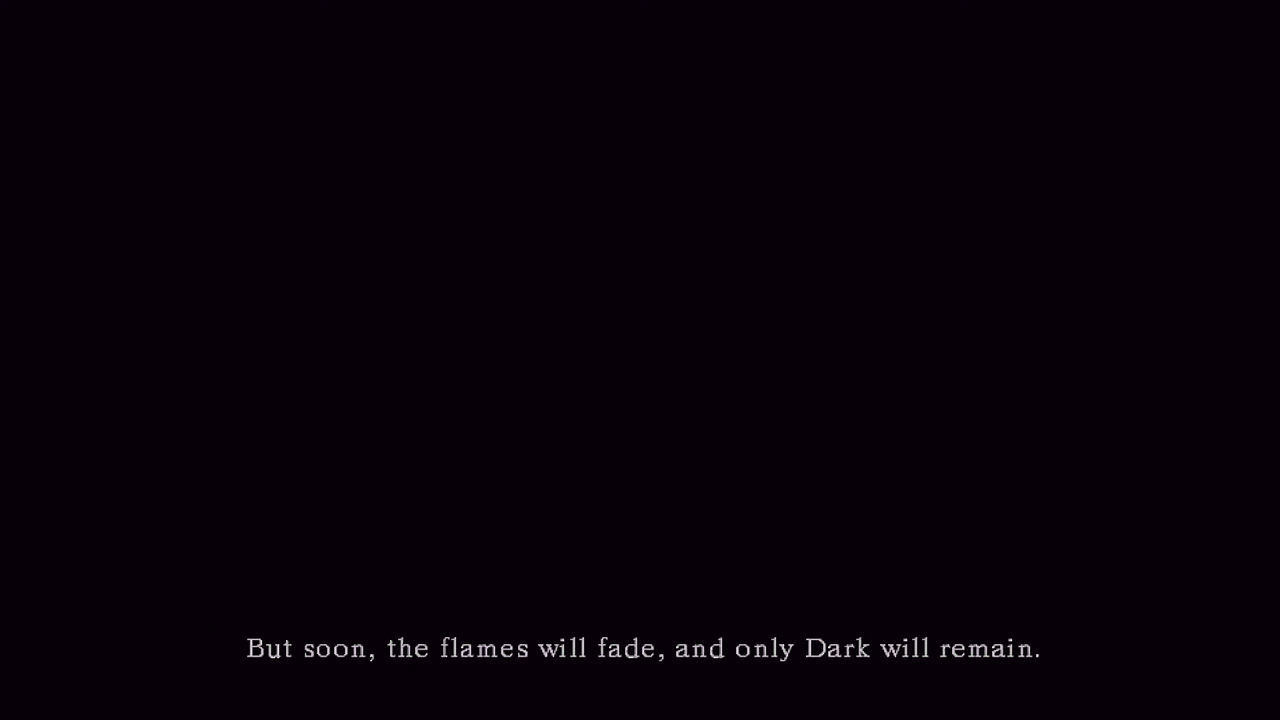 But soon, the flames will fade, and only Dark will remain.